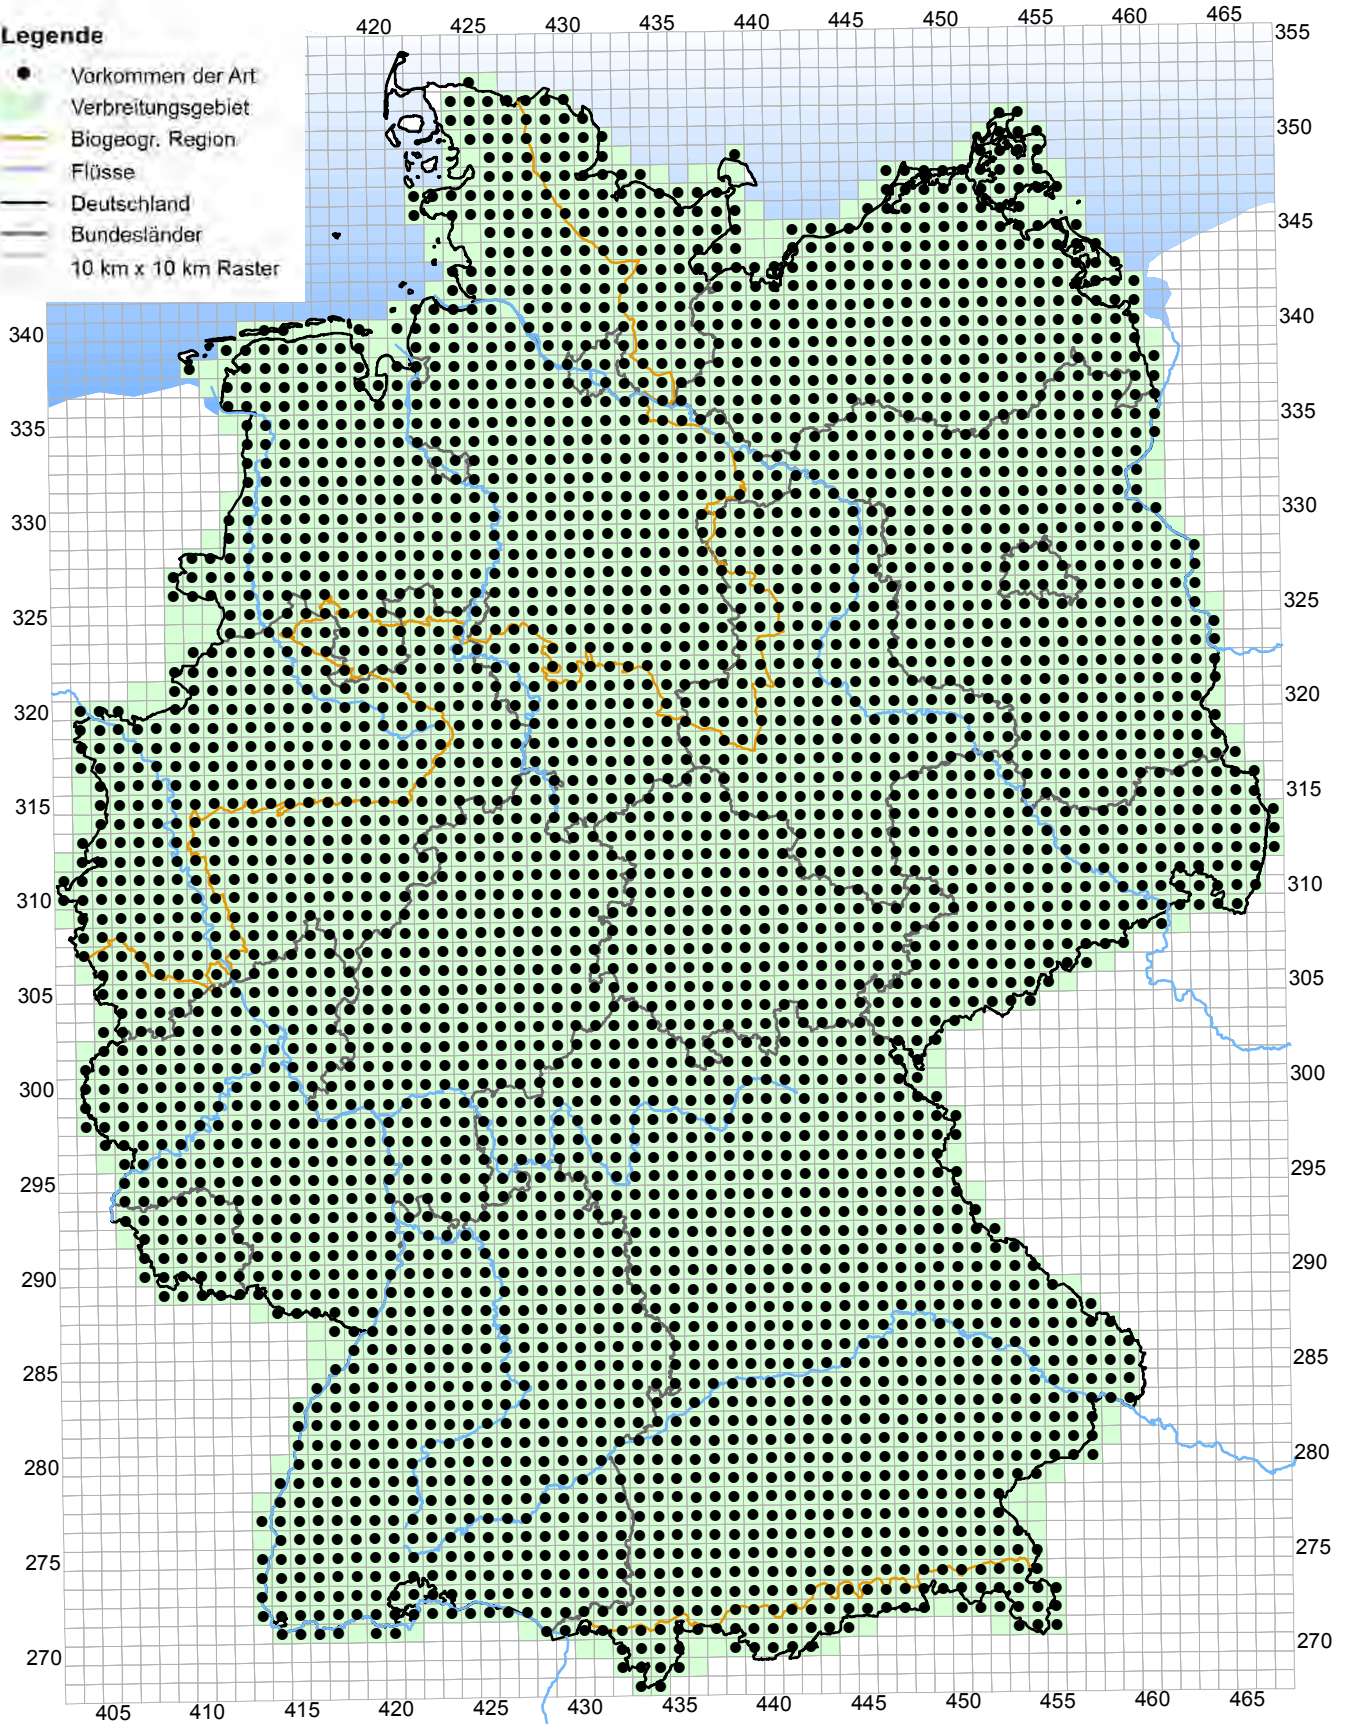 420 425 430 435 440 445 450 455 460 465
Legende
Vorkommen der Art
Verbreitungsgebiet
Biogeogr. Region
Flüsse
Deutschland
Bundesländer
10 km x 10 km Raster
355
350
345
340 340
335 335
330 330
325 325
320 320
315 315
310 310
305 305
300 300
295 295
290 290
285 285
280 280
275 275
270 270
405 410 415 420 425 430 435 440 445 450 455 460 465